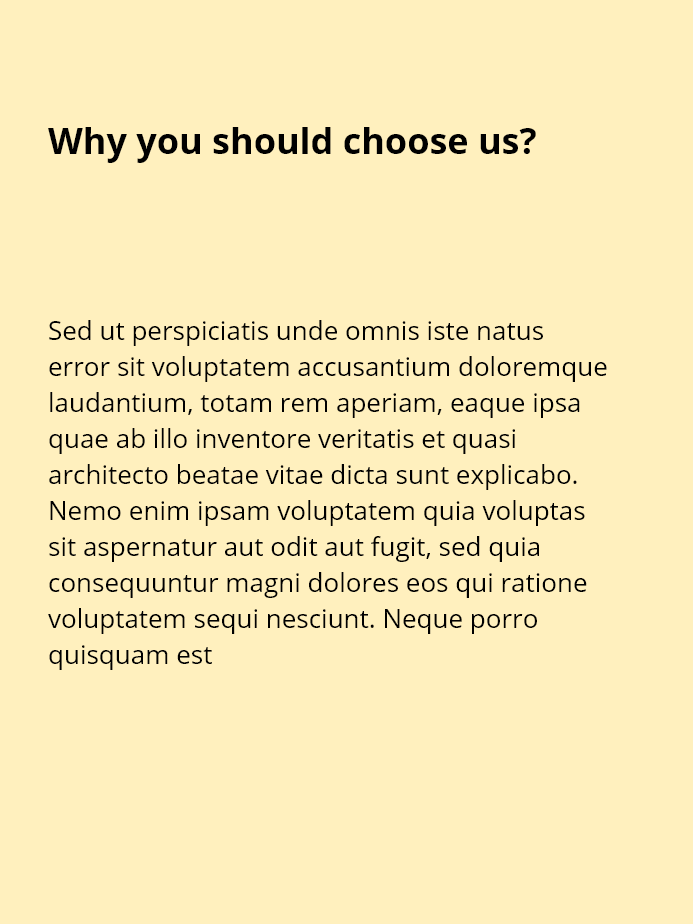 Why you should choose us?
Sed ut perspiciatis unde omnis iste natus
error sit voluptatem accusantium doloremque
laudantium, totam rem aperiam, eaque ipsa
quae ab illo inventore veritatis et quasi
architecto beatae vitae dicta sunt explicabo.
Nemo enim ipsam voluptatem quia voluptas
sit aspernatur aut odit aut fugit, sed quia
consequuntur magni dolores eos qui ratione
voluptatem sequi nesciunt. Neque porro
quisquam est